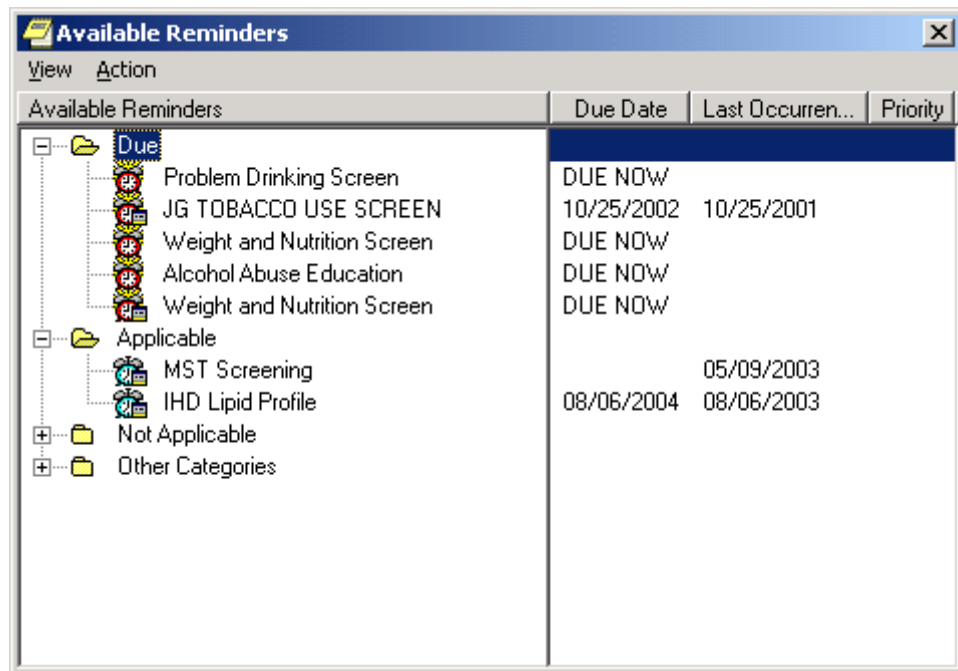 Available Reminders
View Action
Available Reminders Due Date Last Occurren... Priority
Due
Problem Drinking Screen DUE NOW
JG TOBACCO USE SCREEN 10/25/2002 10/25/2001
Weight and Nutrition Screen DUE NOW
Alcohol Abuse Education DUE NOW
Weight and Nutrition Screen DUE NOW
Applicable
MST Screening 05/09/2003
IHD Lipid Profile 08/06/2004 08/06/2003
Not Applicable
Other Categories